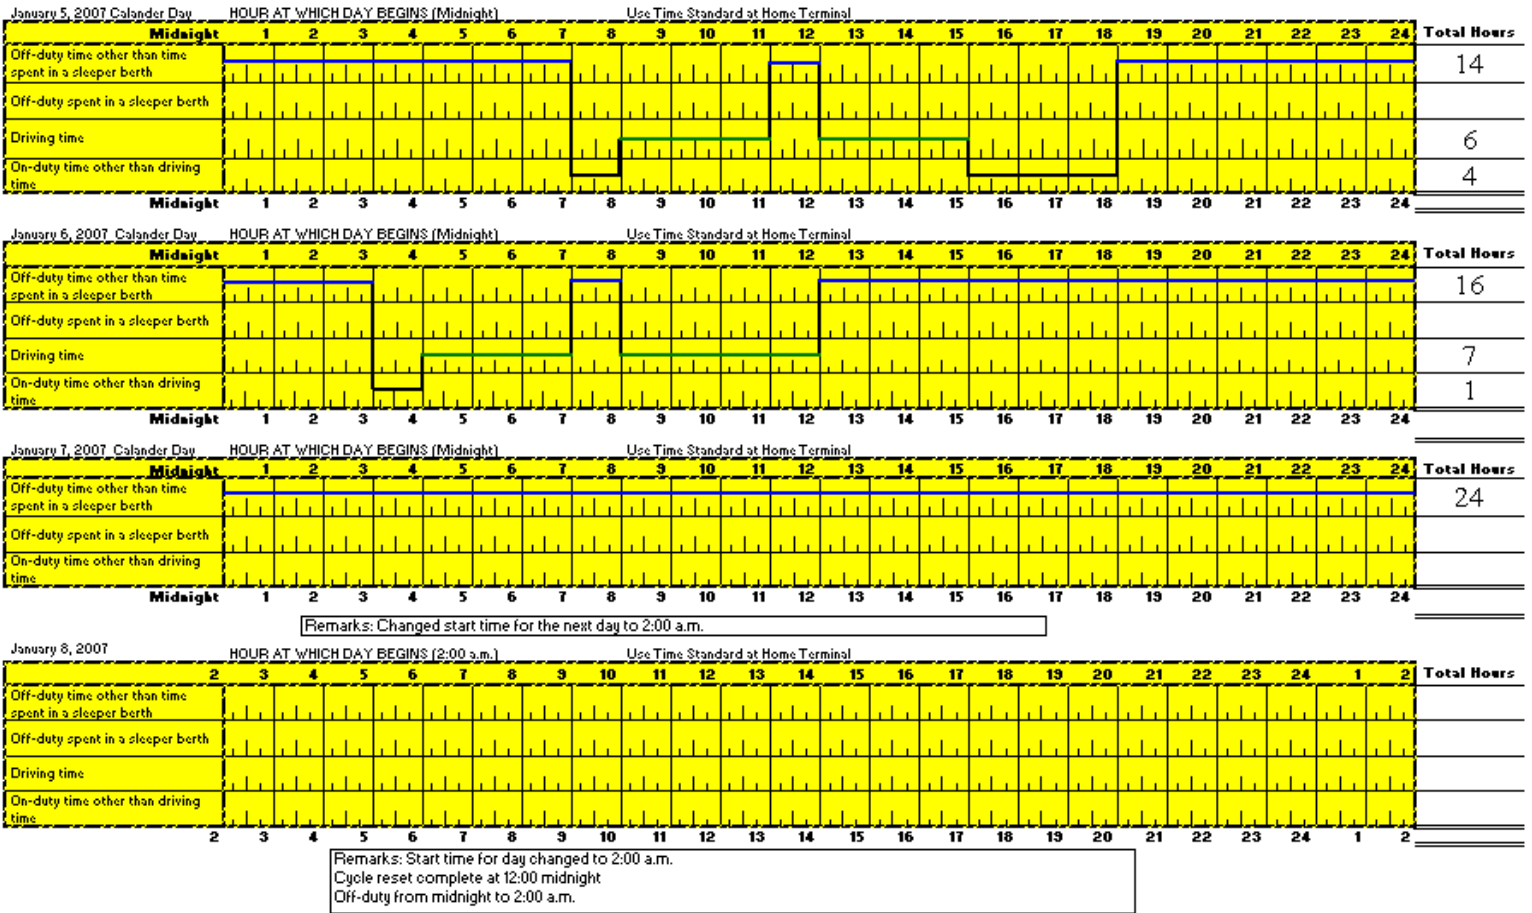 January 5, 2007 Calander Day HOUR AT WHICH DAY BEGINS (Midnight) Use Time Standard at Home Terminal
Midnight 1 2 3 4 5 6 7 8 9 10 11 12 13 14 15 16 17 18 19 20 21 22 23 24 Total Hours
Off-duty time other than time
spent in a sleeper berth 14
Off-duty spent in a sleeper berth
Driving time 6
On-duty time other than driving
time 4
Midnight 1 2 3 4 5 6 7 8 9 10 11 12 13 14 15 16 17 18 19 20 21 22 23 24
January 6, 2007 Calander Day HOUR AT WHICH DAY BEGINS (Midnight) Use Time Standard at Home Terminal
Midnight 1 2 3 4 5 6 7 8 9 10 11 12 13 14 15 16 17 18 19 20 21 22 23 24 Total Hours
Off-duty time other than time
spent in a sleeper berth 16
Off-duty spent in a sleeper berth
Driving time 7
On-duty time other than driving
time 1
Midnight 1 2 3 4 5 6 7 8 9 10 11 12 13 14 15 16 17 18 19 20 21 22 23 24
January 7, 2007 Calander Day HOUR AT WHICH DAY BEGINS (Midnight) Use Time Standard at Home Terminal
Midnight 1 2 3 4 5 6 7 8 9 10 11 12 13 14 15 16 17 18 19 20 21 22 23 24 Total Hours
Off-duty time other than time
spent in a sleeper berth 24
Off-duty spent in a sleeper berth
On-duty time other than driving
time
Midnight 1 2 3 4 5 6 7 8 9 10 11 12 13 14 15 16 17 18 19 20 21 22 23 24
Remarks: Changed start time for the next day to 2:00 a.m.
January 8, 2007 HOUR AT WHICH DAY BEGINS (2:00 a.m.) Use Time Standard at Home Terminal
2 3 4 5 6 7 8 9 10 11 12 13 14 15 16 17 18 19 20 21 22 23 24 1 2 Total Hours
Off-duty time other than time
spent in a sleeper berth
Off-duty spent in a sleeper berth
Driving time
On-duty time other than driving
time
2 3 4 5 6 7 8 9 10 11 12 13 14 15 16 17 18 19 20 21 22 23 24 1 2
Remarks: Start time for day changed to 2:00 a.m.
Cycle reset complete at 12:00 midnight
Off-duty from midnight to 2:00 a.m.